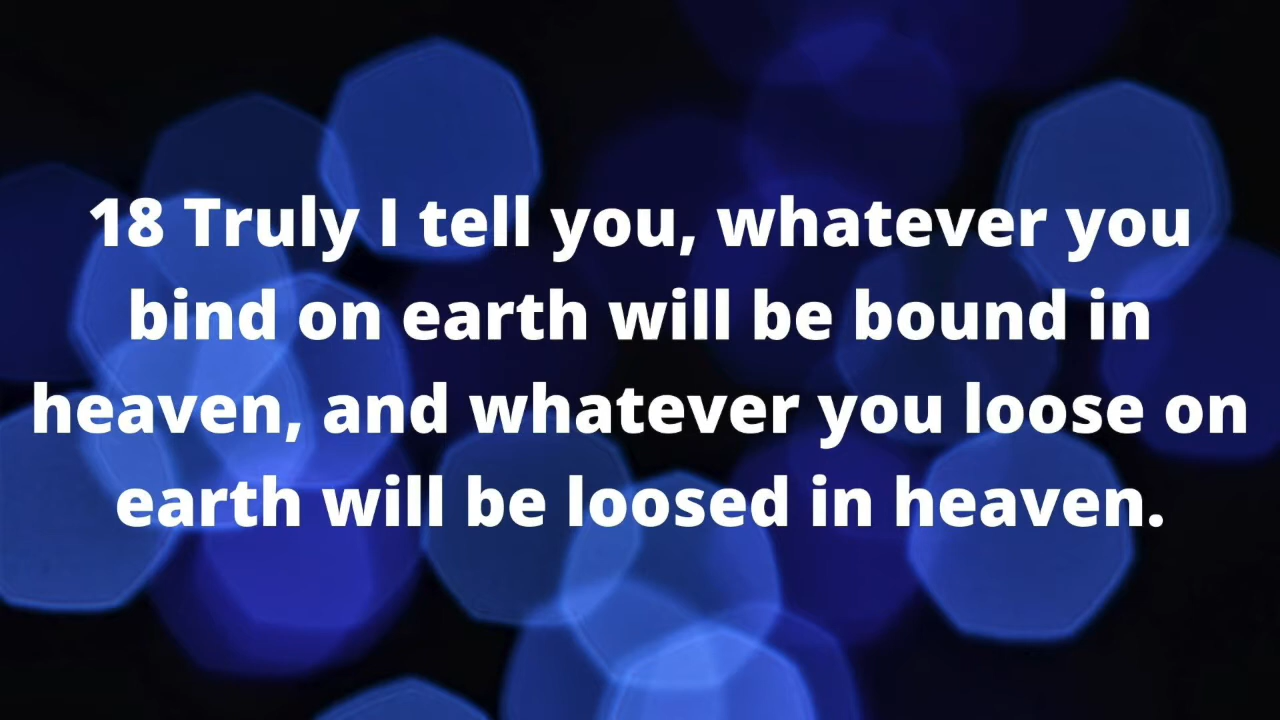 18 Truly I tell you, whatever you
bind on earth will be bound in
heaven, and whatever you loose on
earth will be loosed in heaven.